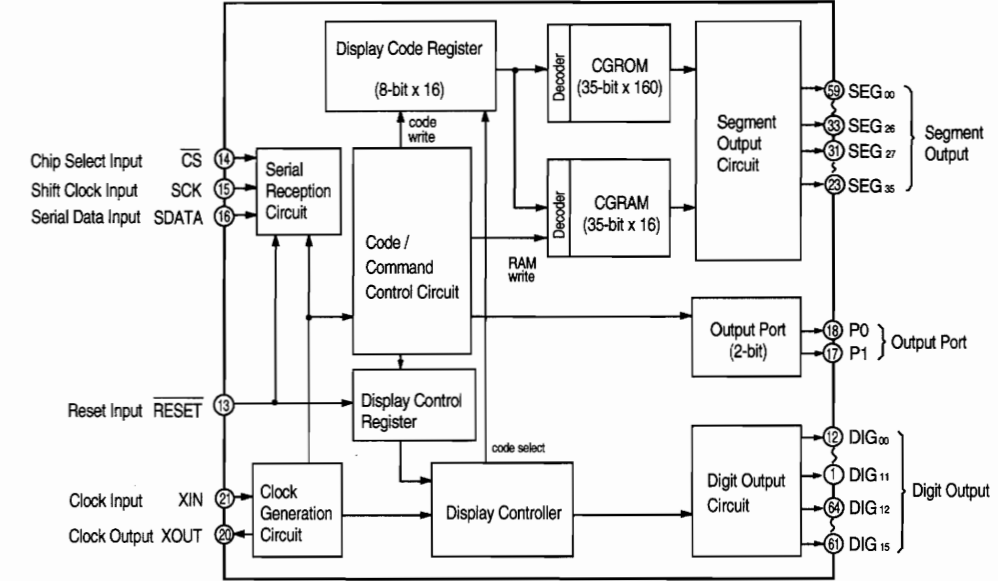 Display Code Register
(8-bit x 16)
Decoder
CGROM
(35-bit x 160)
Segment
Output
Circuit
59 SEG00
33 SEG26
31 SEG27
23 SEG35
Segment
Output
code
write
Chip Select Input CS 14
Shift Clock Input SCK 15
Serial Data Input SDATA 16
Serial
Reception
Circuit
Code /
Command
Control Circuit
Decoder
CGRAM
(35-bit x 16)
RAM
write
Output Port
(2-bit)
18 P0
17 P1
Output Port
Reset Input RESET 13
Display Control
Register
code select
Clock Input XIN 21
Clock Output XOUT 20
Clock
Generation
Circuit
Display Controller
Digit Output
Circuit
12 DIG00
1 DIG11
64 DIG12
61 DIG15
Digit Output